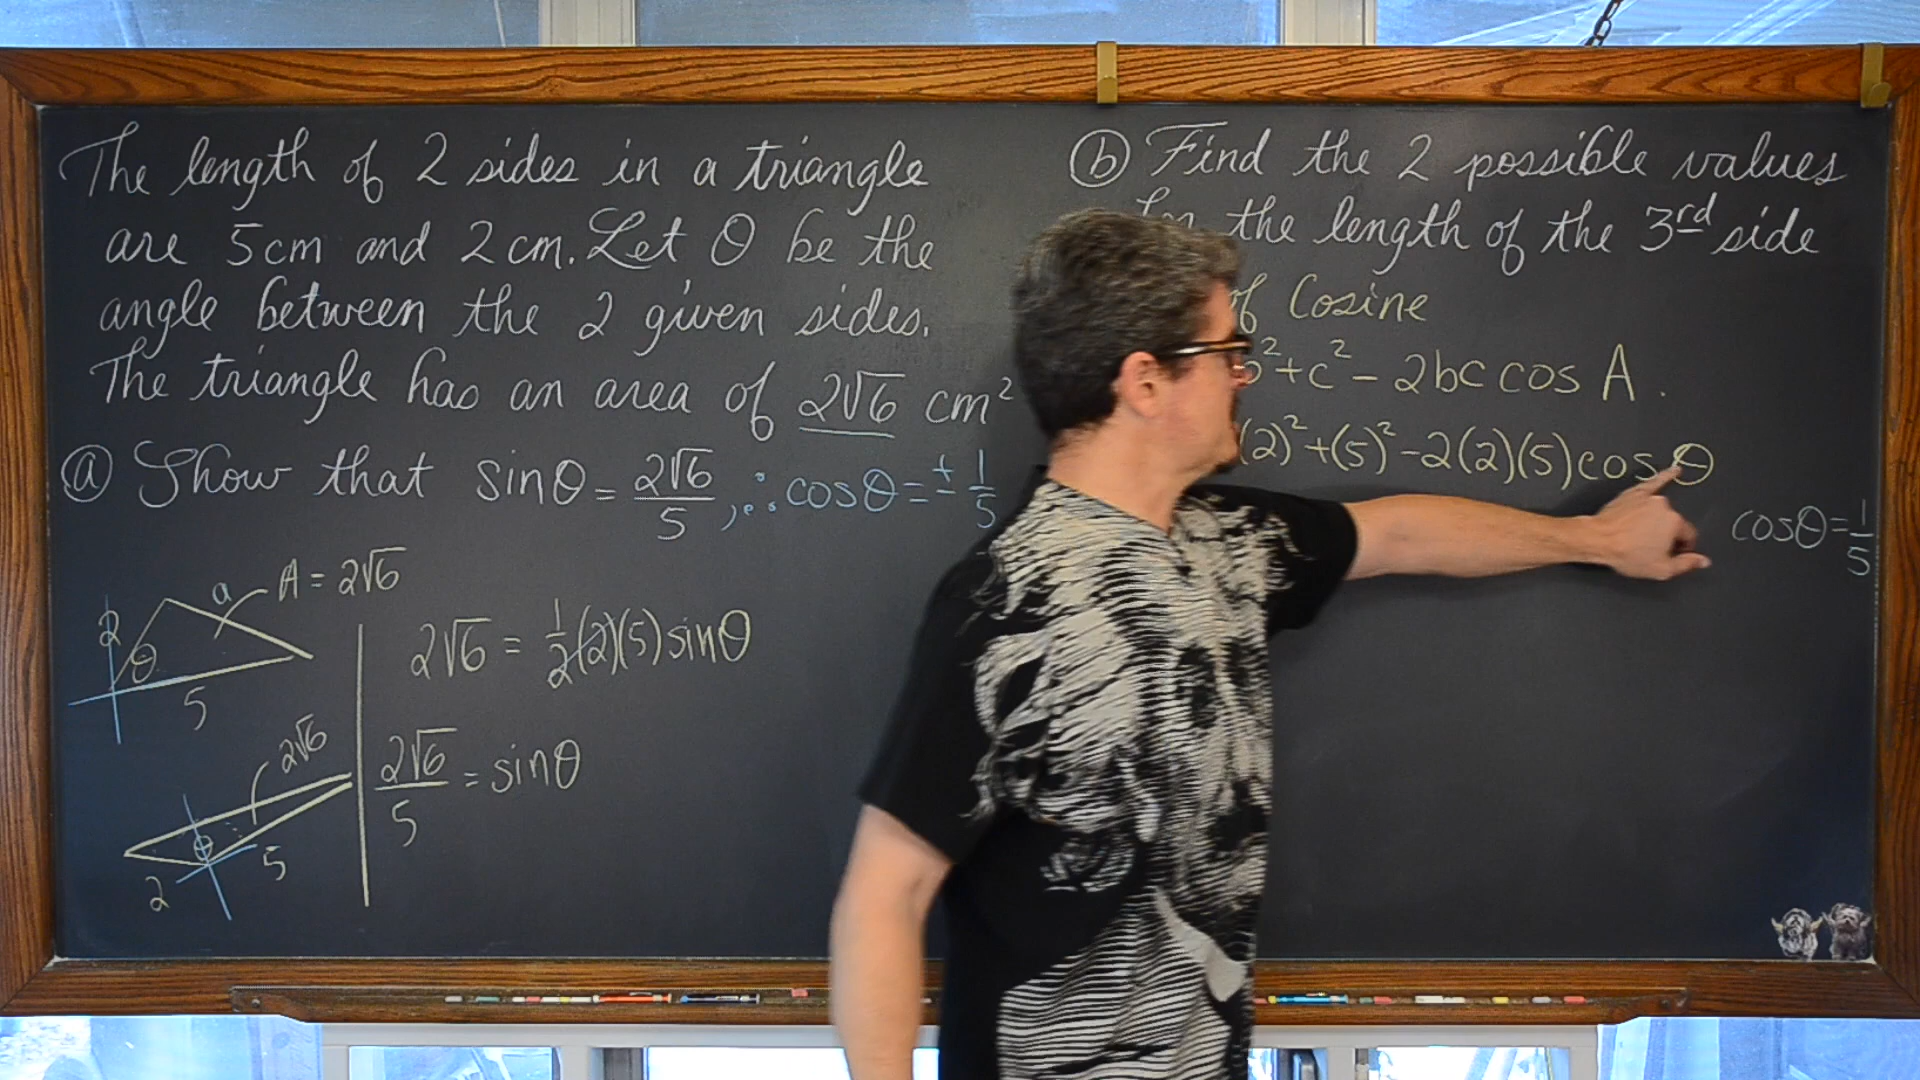 The length of 2 sides in a triangle
are 5cm and 2cm. Let θ be the
angle between the 2 given sides.
The triangle has an area of 2√6 cm²
ⓐ Show that sinθ = 2√6/5, ∴ cosθ = ± 1/5
2
θ
a
A = 2√6
5
2√6
θ
2
5
2√6 = 1/2(2)(5)sinθ
2√6/5 = sinθ
ⓑ Find the 2 possible values
the length of the 3rd side
of Cosine
²+c²-2bc cos A.
(2)²+(5)²-2(2)(5)cosθ
cosθ=1/5